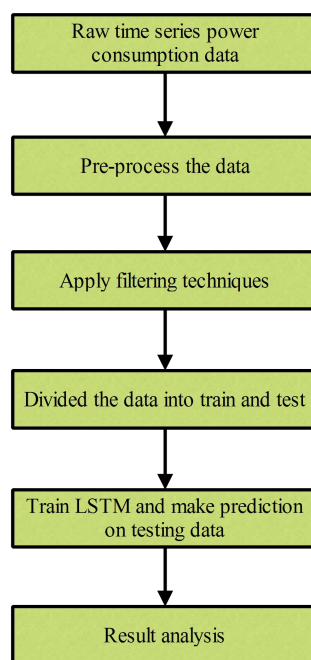 Raw time series power
consumption data
Pre-process the data
Apply filtering techniques
Divided the data into train and test
Train LSTM and make prediction
on testing data
Result analysis